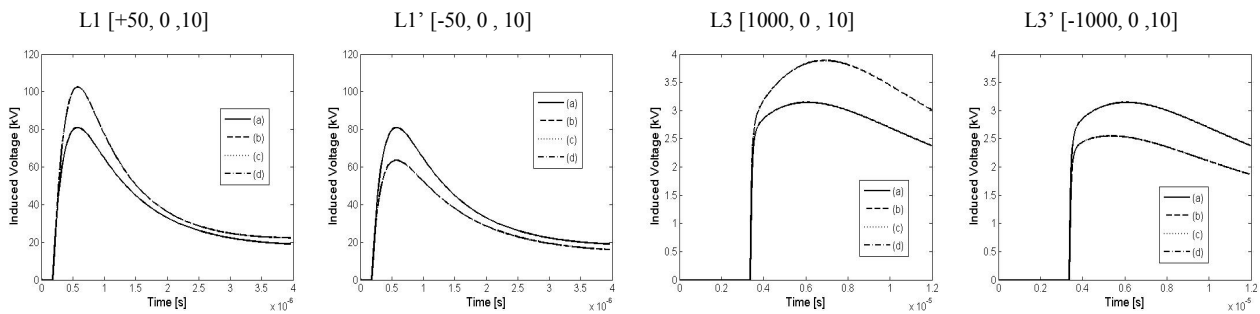 L1 [+50, 0 ,10]
L1’ [-50, 0 , 10]
L3 [1000, 0, 10]
L3’ [-1000, 0, 10]
Induced Voltage [kV]
120
100
80
60
40
20
0
0 0.5 1 1.5 2 2.5 3 3.5 4
x 10^-6
Time [s]
(a)
(b)
(c)
(d)
Induced Voltage [kV]
120
100
80
60
40
20
0
0 0.5 1 1.5 2 2.5 3 3.5 4
x 10^-6
Time [s]
(a)
(b)
(c)
(d)
Induced Voltage [kV]
4
3.5
3
2.5
2
1.5
1
0.5
0
0 0.2 0.4 0.6 0.8 1 1.2
x 10^-5
Time [s]
(a)
(b)
(c)
(d)
Induced Voltage [kV]
4
3.5
3
2.5
2
1.5
1
0.5
0
0 0.2 0.4 0.6 0.8 1 1.2
x 10^-5
Time [s]
(a)
(b)
(c)
(d)